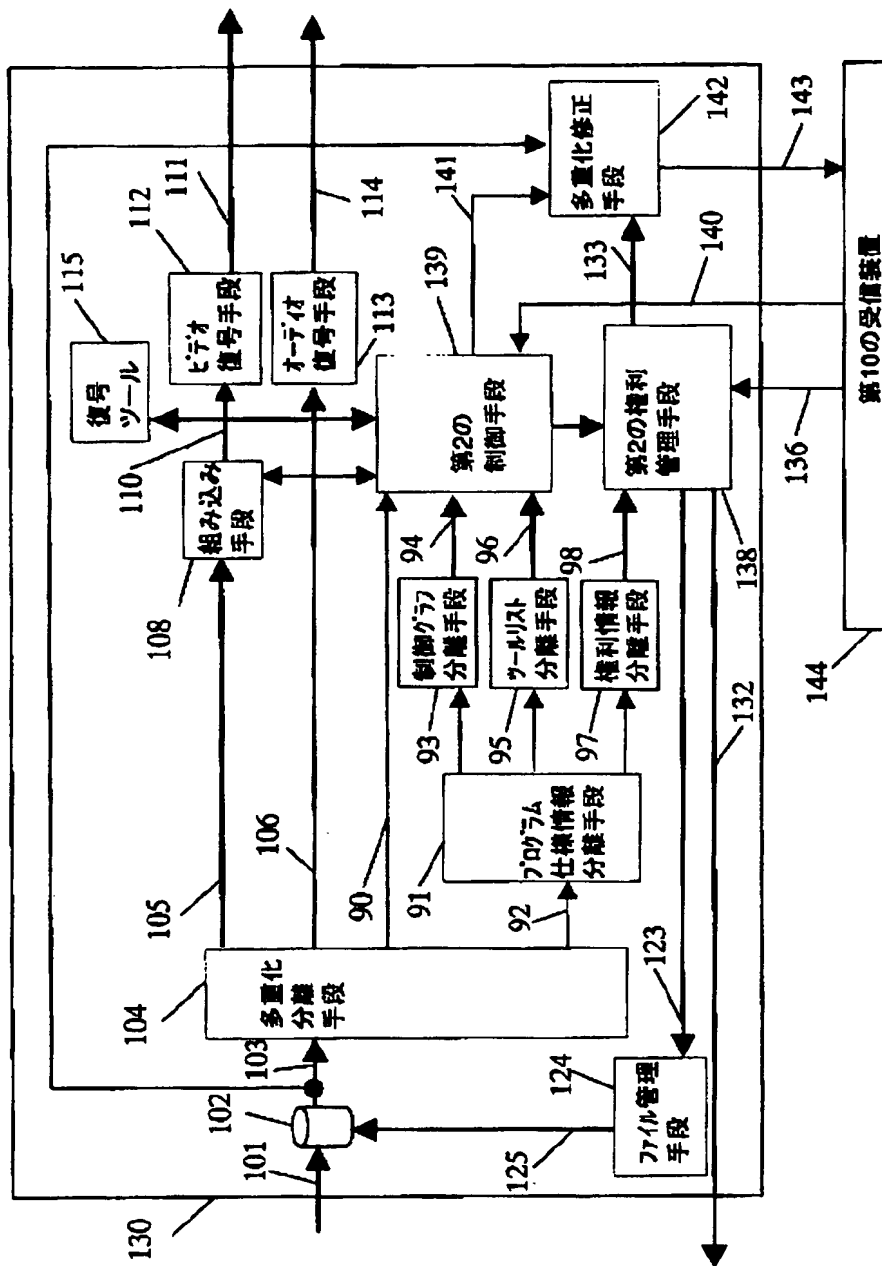 130
101
102
103
104
多重化
分離
手段
105
106
90
92
91
プログラム
仕様情報
分離手段
93
制御グラフ
分離手段
94
95
ツールリスト
分離手段
96
97
権利情報
分離手段
98
108
組み込み
手段
110
115
復号
ツール
112
ビデオ
復号手段
111
オーディオ
復号手段
113
114
第2の
制御手段
139
141
第2の権利
管理手段
138
133
多重化修正
手段
142
143
140
136
132
123
124
ファイル管理
手段
125
第10の受信装置
144